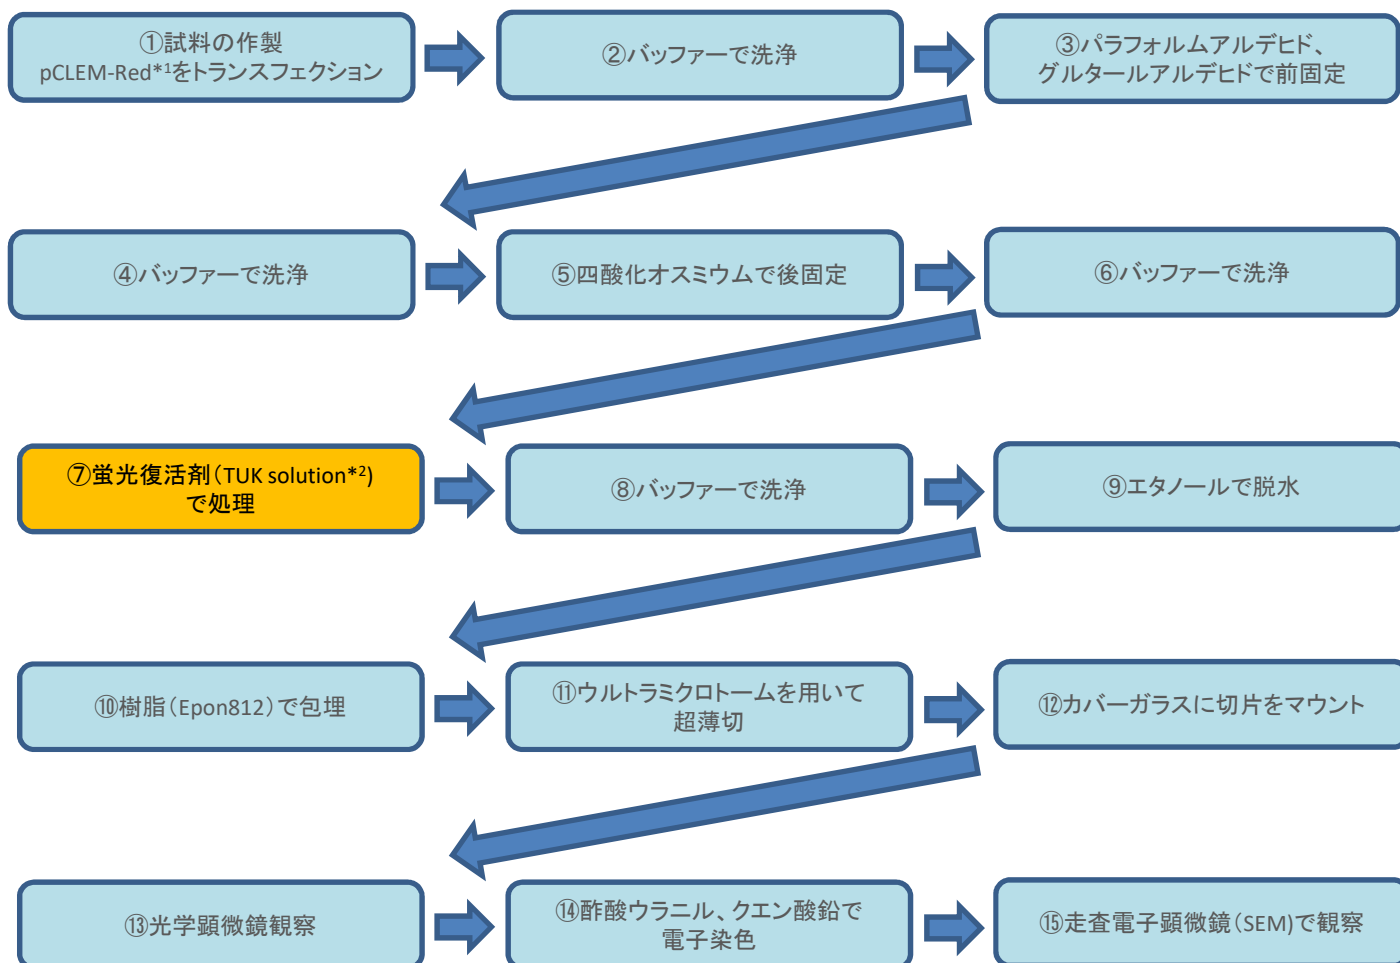 ①試料の作製
pCLEM-Red*1をトランスフェクション
②バッファーで洗浄
③パラフォルムアルデヒド、
グルタールアルデヒドで前固定
④バッファーで洗浄
⑤四酸化オスミウムで後固定
⑥バッファーで洗浄
⑦蛍光復活剤(TUK solution*2)
で処理
⑧バッファーで洗浄
⑨エタノールで脱水
⑩樹脂(Epon812)で包埋
⑪ウルトラミクロトームを用いて
超薄切
⑫カバーガラスに切片をマウント
⑬光学顕微鏡観察
⑭酢酸ウラニル、クエン酸鉛で
電子染色
⑮走査電子顕微鏡(SEM)で観察